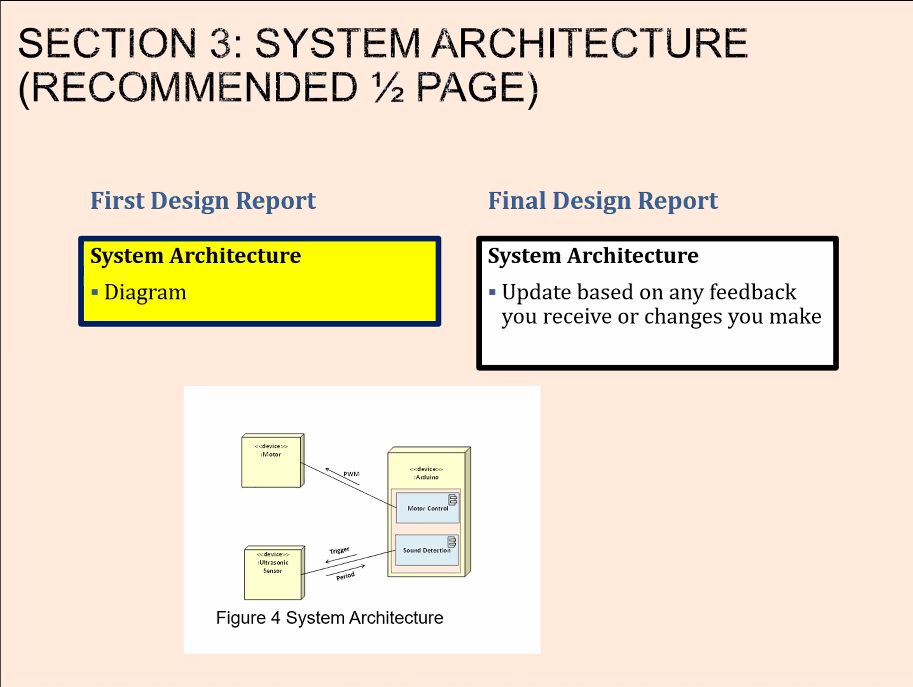 SECTION 3: SYSTEM ARCHITECTURE
(RECOMMENDED ½ PAGE)
First Design Report
System Architecture
▪ Diagram
Final Design Report
System Architecture
▪ Update based on any feedback
you receive or changes you make
<<device>>
:Motor
PWM
<<device>>
:Arduino
Motor Control
Sound Detection
<<device>>
:Ultrasonic
Sensor
Trigger
Period
Figure 4 System Architecture